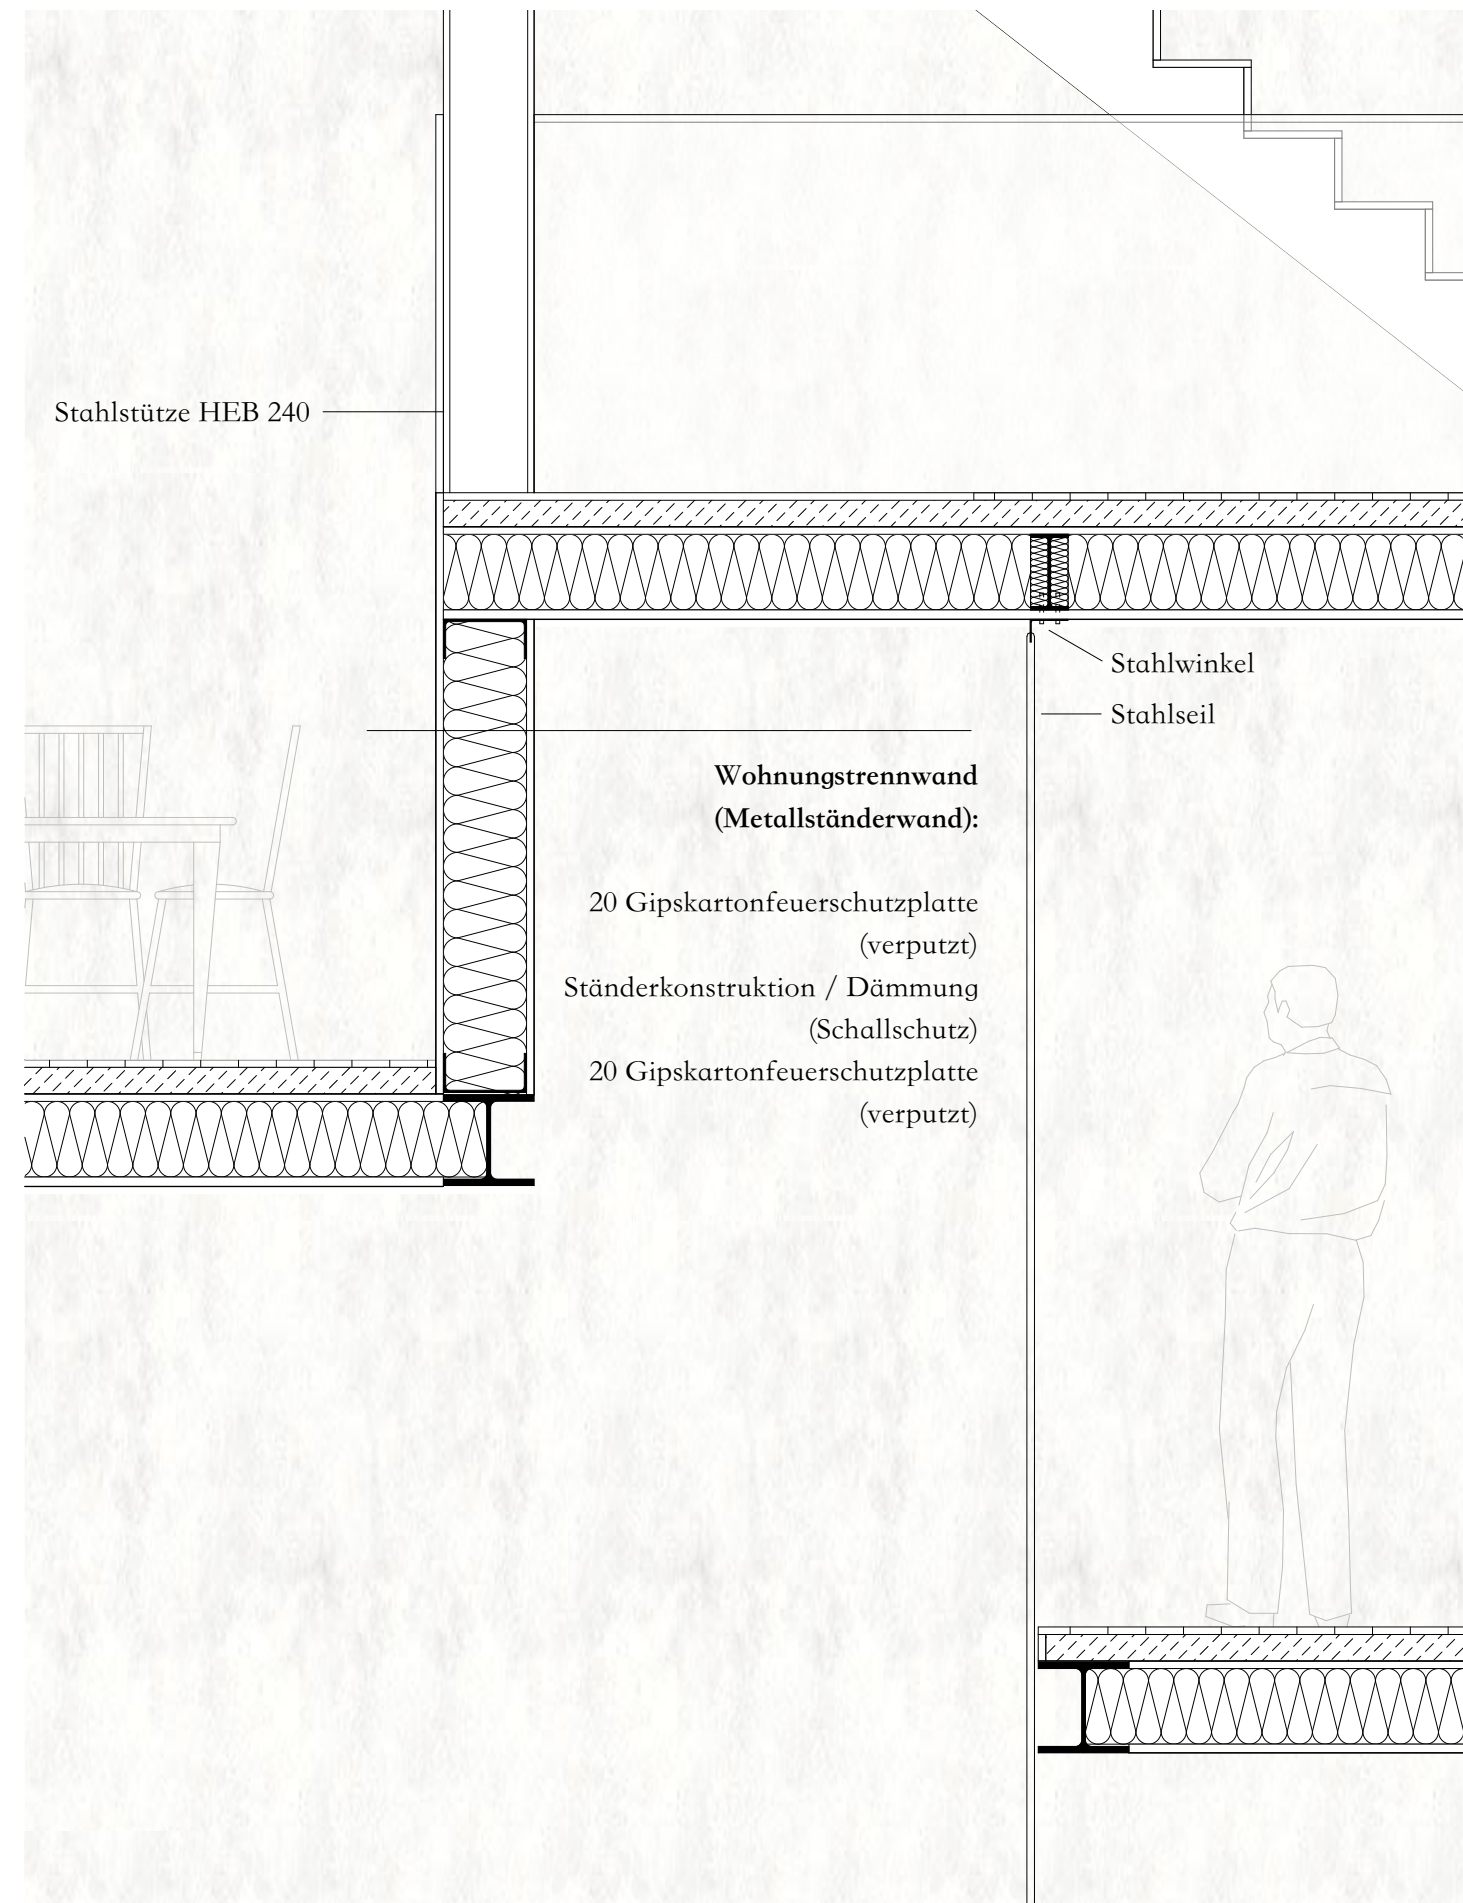 Stahlstütze HEB 240
Stahlwinkel
Stahlseil
Wohnungstrennwand
(Metallständerwand):
20 Gipskartonfeuerschutzplatte
(verputzt)
Ständerkonstruktion / Dämmung
(Schallschutz)
20 Gipskartonfeuerschutzplatte
(verputzt)